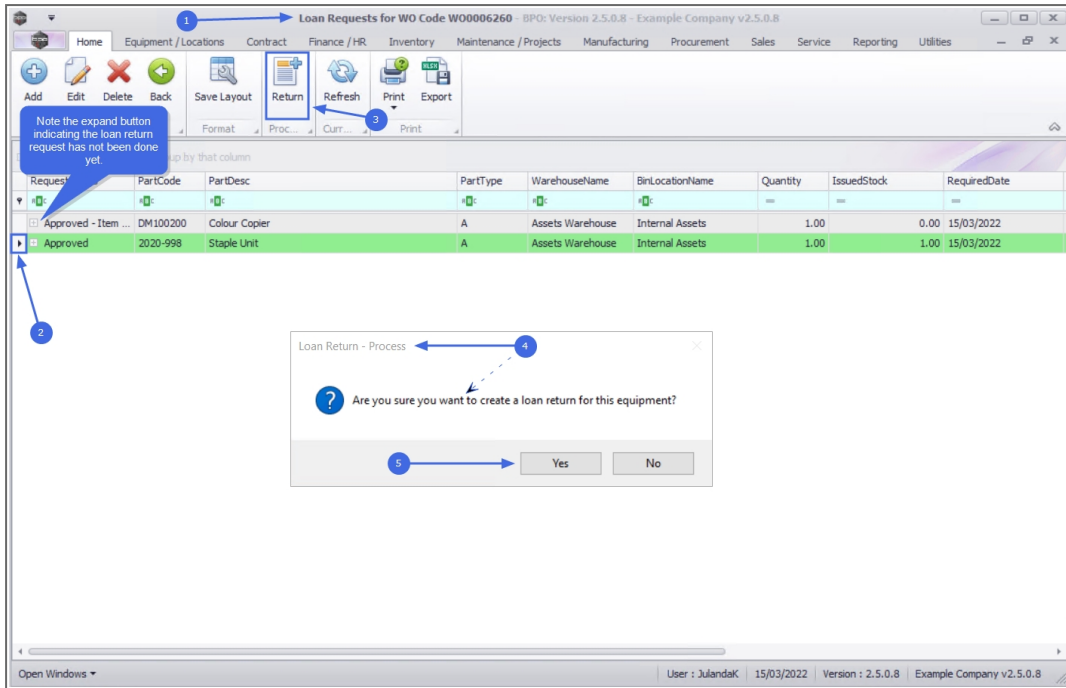 1
Loan Requests for WO Code WO0006260 - BPO: Version 2.5.0.8 - Example Company v2.5.0.8
Home Equipment / Locations Contract Finance / HR Inventory Maintenance / Projects Manufacturing Procurement Sales Service Reporting Utilities
Add Edit Delete Back Save Layout Return Refresh Print Export
3
Format Proc... Curr... Print
Note the expand button
indicating the loan return
request has not been done
yet.
up by that column
Request PartCode PartDesc PartType WarehouseName BinLocationName Quantity IssuedStock RequiredDate
Approved - Item ... DM100200 Colour Copier A Assets Warehouse Internal Assets 1.00 0.00 15/03/2022
Approved 2020-998 Staple Unit A Assets Warehouse Internal Assets 1.00 1.00 15/03/2022
2
Loan Return - Process
4
Are you sure you want to create a loan return for this equipment?
5
Yes No
Open Windows User : JulandaK 15/03/2022 Version : 2.5.0.8 Example Company v2.5.0.8